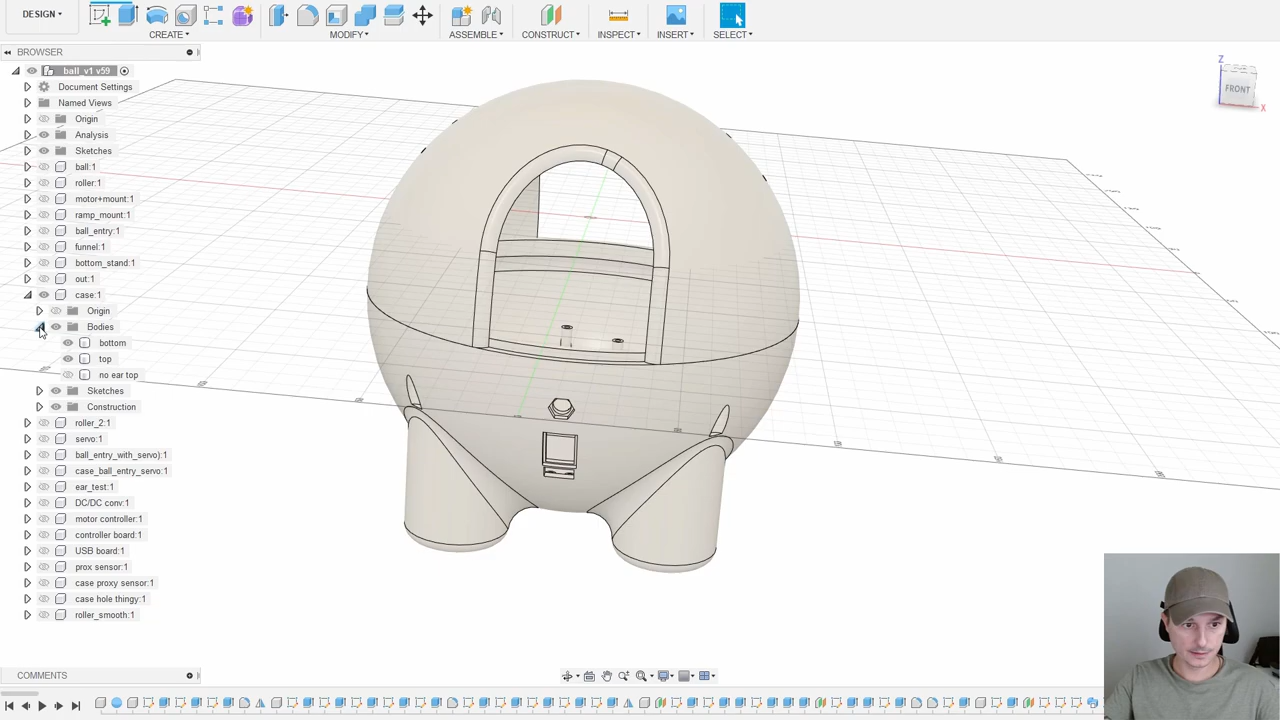 DESIGN
CREATE
MODIFY
ASSEMBLE
CONSTRUCT
INSPECT
INSERT
SELECT
BROWSER
ball_v1 v59
Document Settings
Named Views
Origin
Analysis
Sketches
ball:1
roller:1
motor+mount:1
ramp_mount:1
ball_entry:1
funnel:1
bottom_stand:1
out:1
case:1
Origin
Bodies
bottom
top
no ear top
Sketches
Construction
roller_2:1
servo:1
ball_entry_with_servo):1
case_ball_entry_servo:1
ear_test:1
DC/DC conv:1
motor controller:1
controller board:1
USB board:1
prox sensor:1
case proxy sensor:1
case hole thingy:1
roller_smooth:1
Z
FRONT
X
COMMENTS